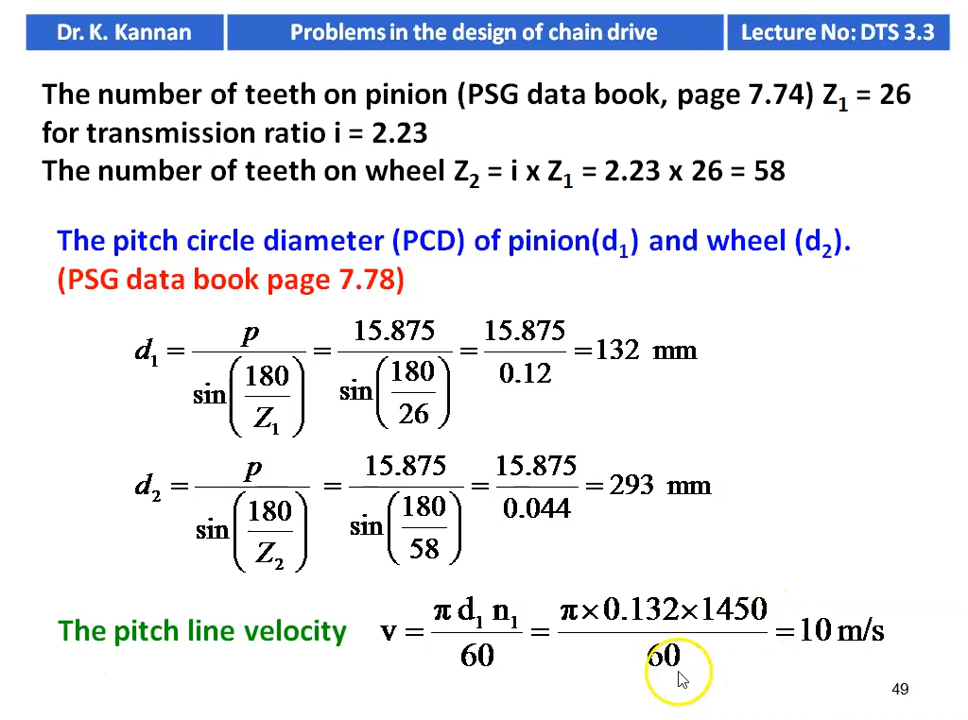 Dr. K. Kannan Problems in the design of chain drive Lecture No: DTS 3.3
The number of teeth on pinion (PSG data book, page 7.74) Z₁ = 26
for transmission ratio i = 2.23
The number of teeth on wheel Z₂ = i x Z₁ = 2.23 x 26 = 58
The pitch circle diameter (PCD) of pinion(d₁) and wheel (d₂).
(PSG data book page 7.78)
d₁ = p / sin(180/Z₁) = 15.875 / sin(180/26) = 15.875 / 0.12 = 132 mm
d₂ = p / sin(180/Z₂) = 15.875 / sin(180/58) = 15.875 / 0.044 = 293 mm
The pitch line velocity v = π d₁ n₁ / 60 = π×0.132×1450 / 60 = 10 m/s
49